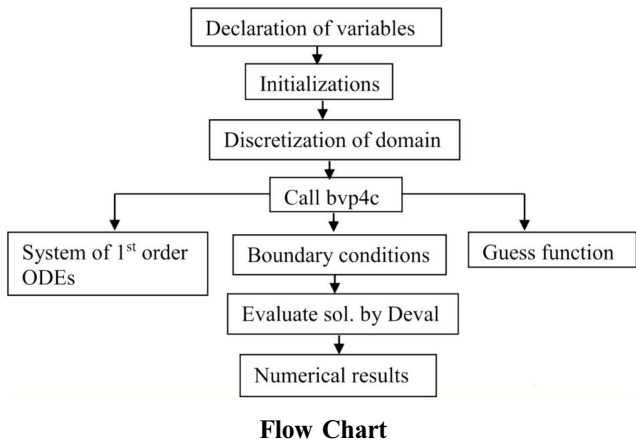 Declaration of variables
Initializations
Discretization of domain
Call bvp4c
System of 1st order
ODEs
Boundary conditions
Guess function
Evaluate sol. by Deval
Numerical results
Flow Chart